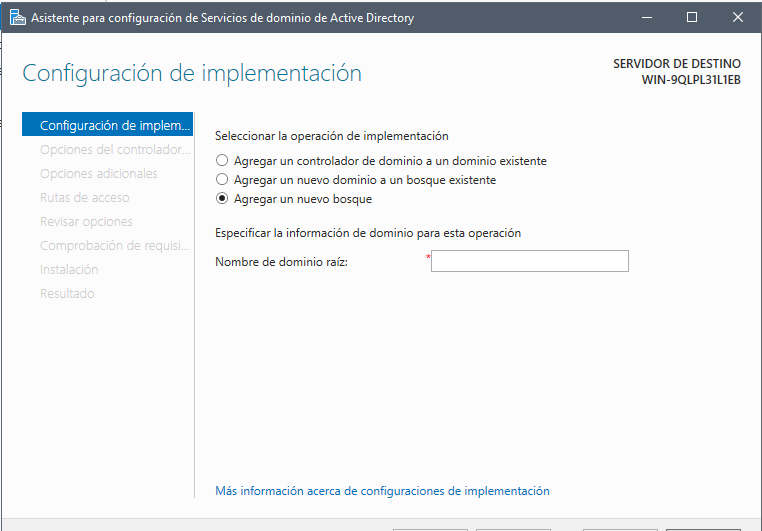 Asistente para configuración de Servicios de dominio de Active Directory
Configuración de implementación
SERVIDOR DE DESTINO
WIN-9QLPL31L1EB
Configuración de implem...
Opciones del controlador...
Opciones adicionales
Rutas de acceso
Revisar opciones
Comprobación de requisi...
Instalación
Resultado
Seleccionar la operación de implementación
Agregar un controlador de dominio a un dominio existente
Agregar un nuevo dominio a un bosque existente
Agregar un nuevo bosque
Especificar la información de dominio para esta operación
Nombre de dominio raíz: *
Más información acerca de configuraciones de implementación